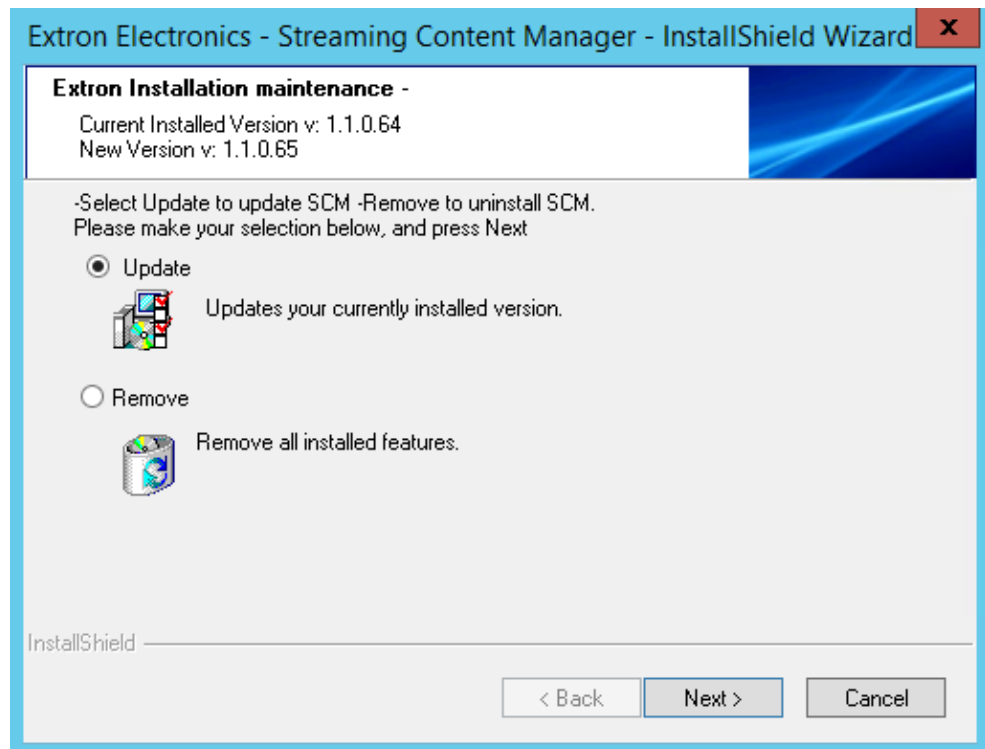 Extron Electronics - Streaming Content Manager - InstallShield Wizard
x
Extron Installation maintenance -
Current Installed Version v: 1.1.0.64
New Version v: 1.1.0.65
-Select Update to update SCM -Remove to uninstall SCM.
Please make your selection below, and press Next
Update
Updates your currently installed version.
Remove
Remove all installed features.
InstallShield
< Back
Next >
Cancel